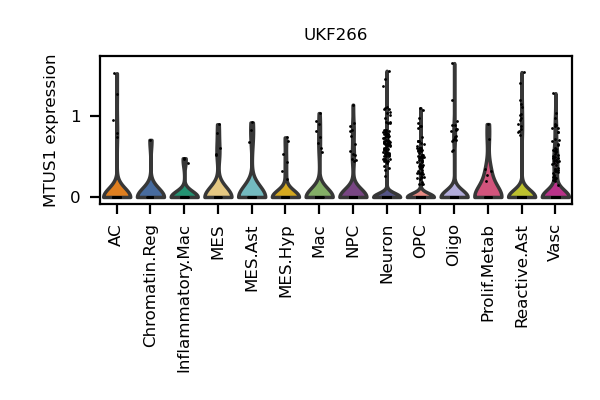 UKF266
MTUS1 expression
1
0
AC
Chromatin.Reg
Inflammatory.Mac
MES
MES.Ast
MES.Hyp
Mac
NPC
Neuron
OPC
Oligo
Prolif.Metab
Reactive.Ast
Vasc